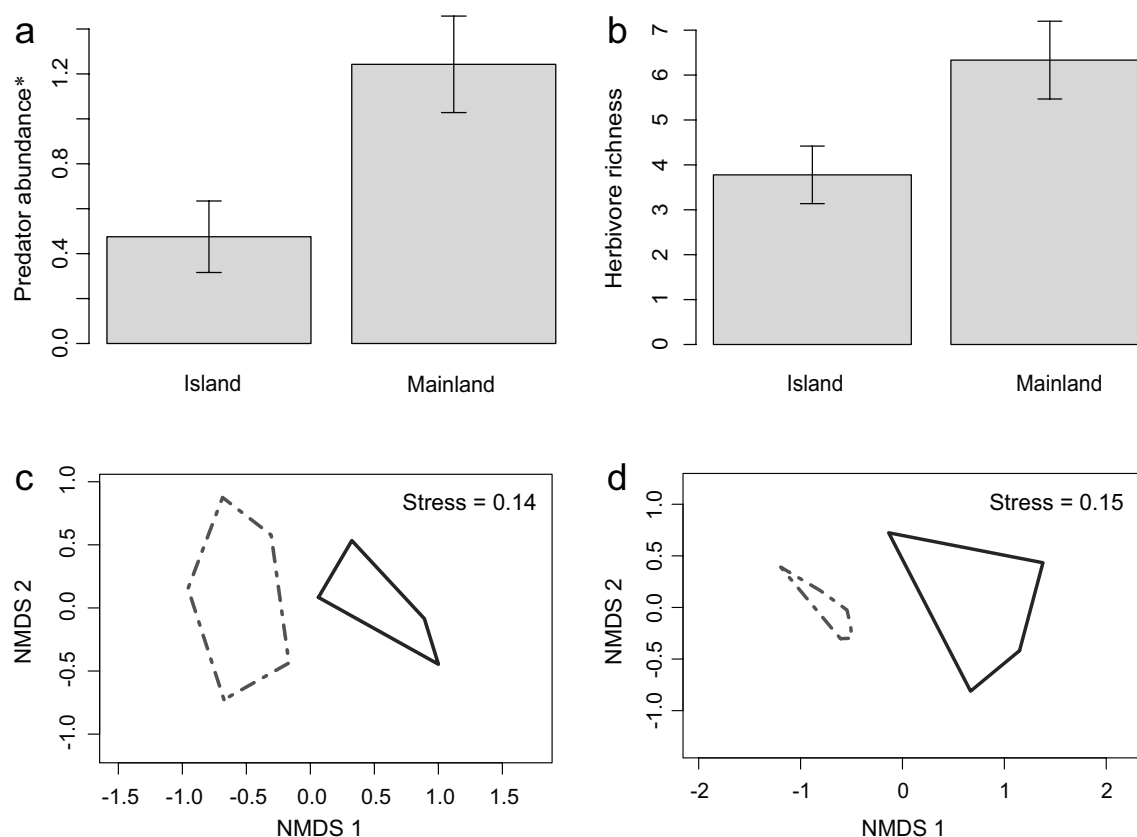 a
Predator abundance*
0.0 0.4 0.8 1.2
Island Mainland
b
Herbivore richness
0 1 2 3 4 5 6 7
Island Mainland
c
Stress = 0.14
NMDS 2
-1.0 -0.5 0.0 0.5 1.0
-1.5 -1.0 -0.5 0.0 0.5 1.0 1.5
NMDS 1
d
Stress = 0.15
NMDS 2
-1.0 -0.5 0.0 0.5 1.0
-2 -1 0 1 2
NMDS 1